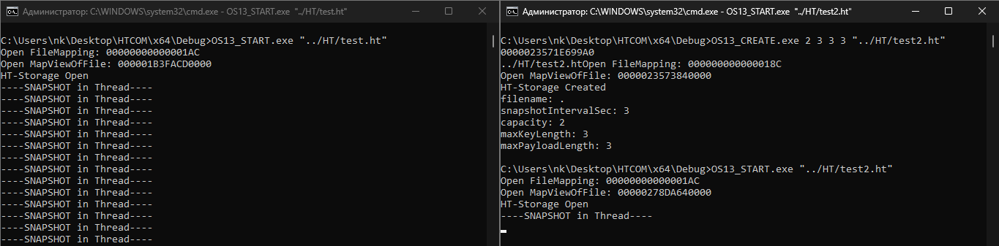 Администратор: C:\WINDOWS\system32\cmd.exe - OS13_START.exe "../HT/test.ht"
C:\Users\nk\Desktop\HTCOM\x64\Debug>OS13_START.exe "../HT/test.ht"
Open FileMapping: 00000000000001AC
Open MapViewOfFile: 000001B3FACD0000
HT-Storage Open
----SNAPSHOT in Thread----
----SNAPSHOT in Thread----
----SNAPSHOT in Thread----
----SNAPSHOT in Thread----
----SNAPSHOT in Thread----
----SNAPSHOT in Thread----
----SNAPSHOT in Thread----
----SNAPSHOT in Thread----
----SNAPSHOT in Thread----
----SNAPSHOT in Thread----
----SNAPSHOT in Thread----
----SNAPSHOT in Thread----
----SNAPSHOT in Thread----
----SNAPSHOT in Thread----
Администратор: C:\WINDOWS\system32\cmd.exe - OS13_START.exe "../HT/test2.ht"
C:\Users\nk\Desktop\HTCOM\x64\Debug>OS13_CREATE.exe 2 3 3 3 "../HT/test2.ht"
0000023571E699A0
../HT/test2.htOpen FileMapping: 000000000000018C
Open MapViewOfFile: 0000023573840000
HT-Storage Created
filename: .
snapshotIntervalSec: 3
capacity: 2
maxKeyLength: 3
maxPayloadLength: 3
C:\Users\nk\Desktop\HTCOM\x64\Debug>OS13_START.exe "../HT/test2.ht"
Open FileMapping: 00000000000001AC
Open MapViewOfFile: 00000278DA640000
HT-Storage Open
----SNAPSHOT in Thread----